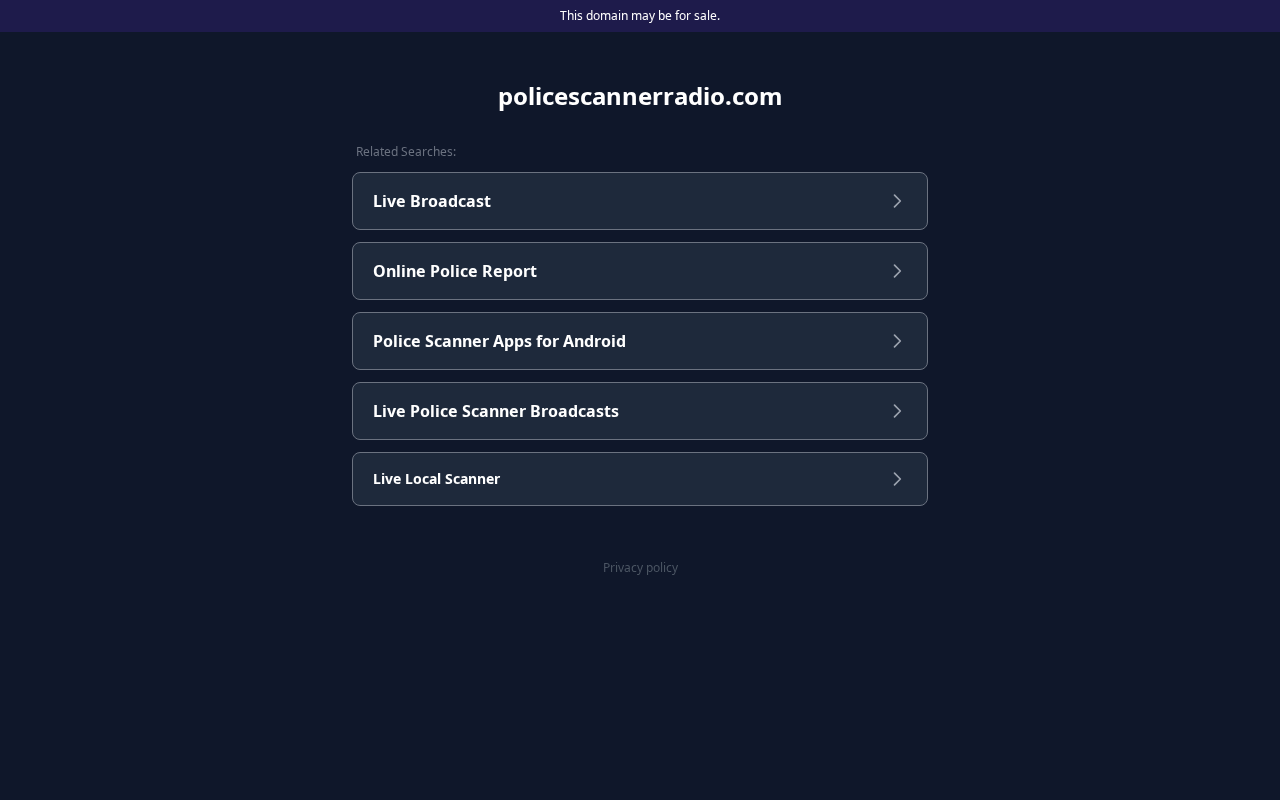 This domain may be for sale.
policescannerradio.com
Related Searches:
Live Broadcast
Online Police Report
Police Scanner Apps for Android
Live Police Scanner Broadcasts
Live Local Scanner
Privacy policy